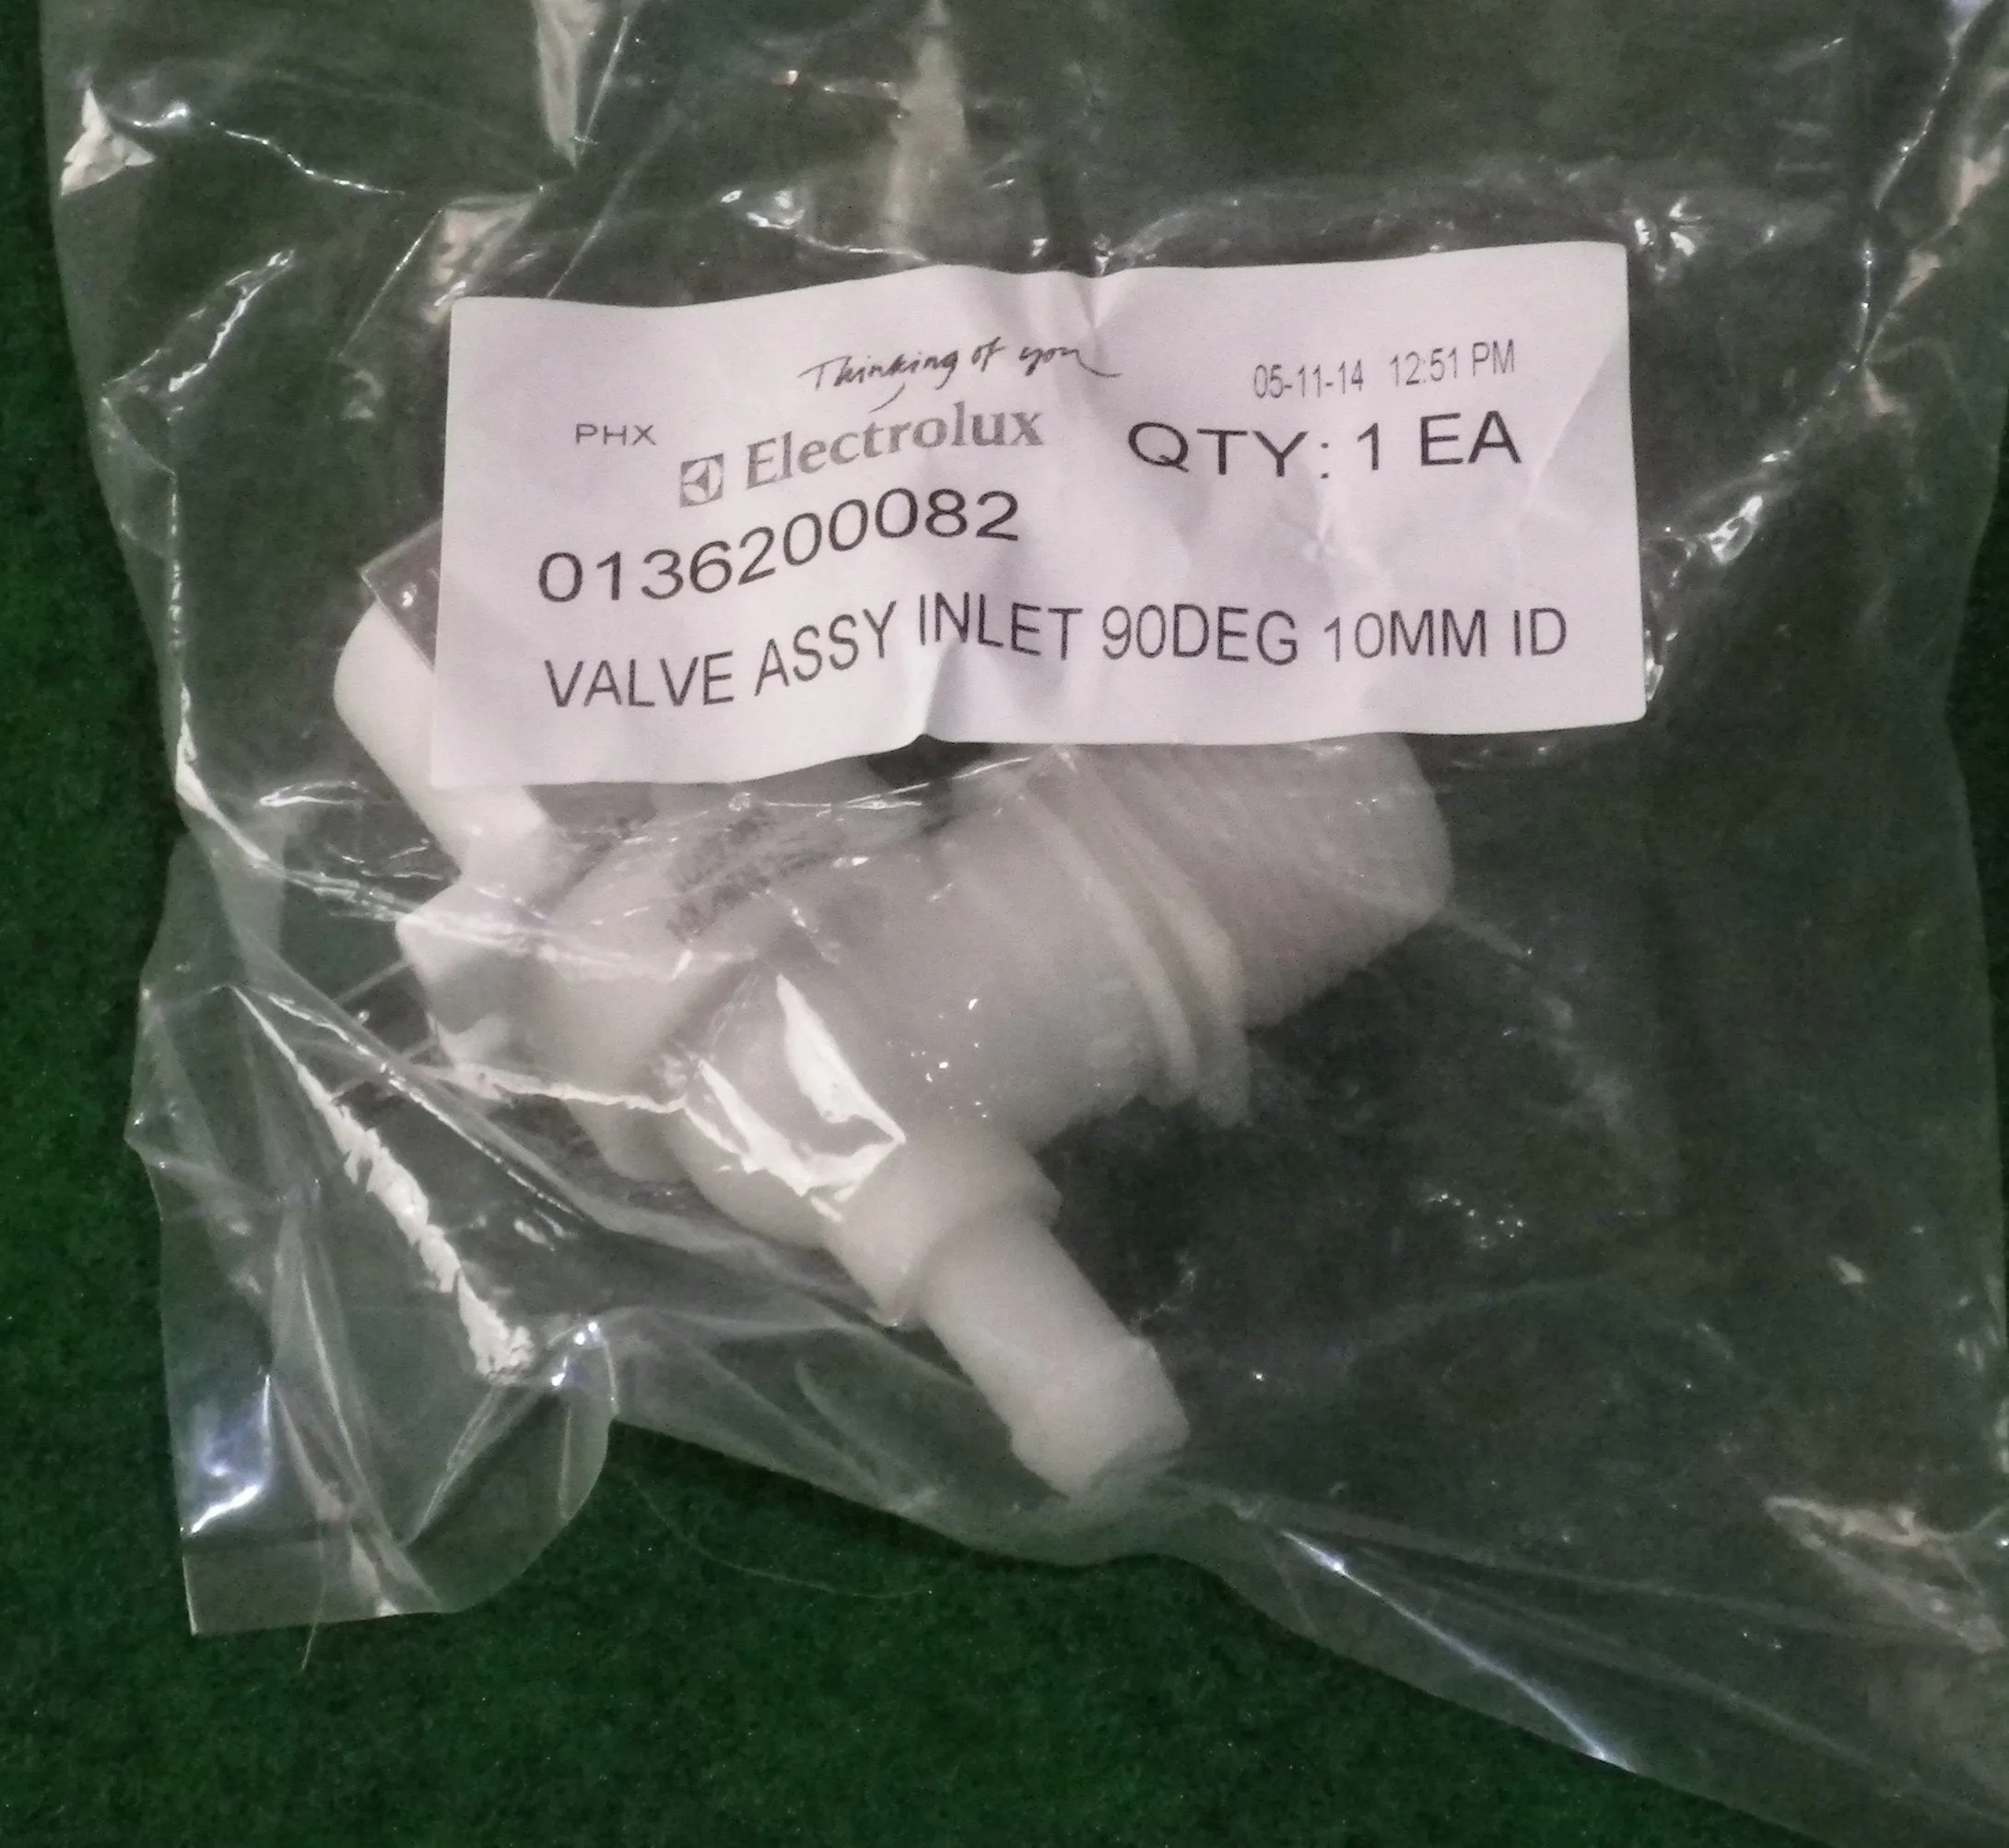 Thinking of you
05-11-14 12:51 PM
PHX
Electrolux
QTY: 1 EA
0136200082
VALVE ASSY INLET 90DEG 10MM ID